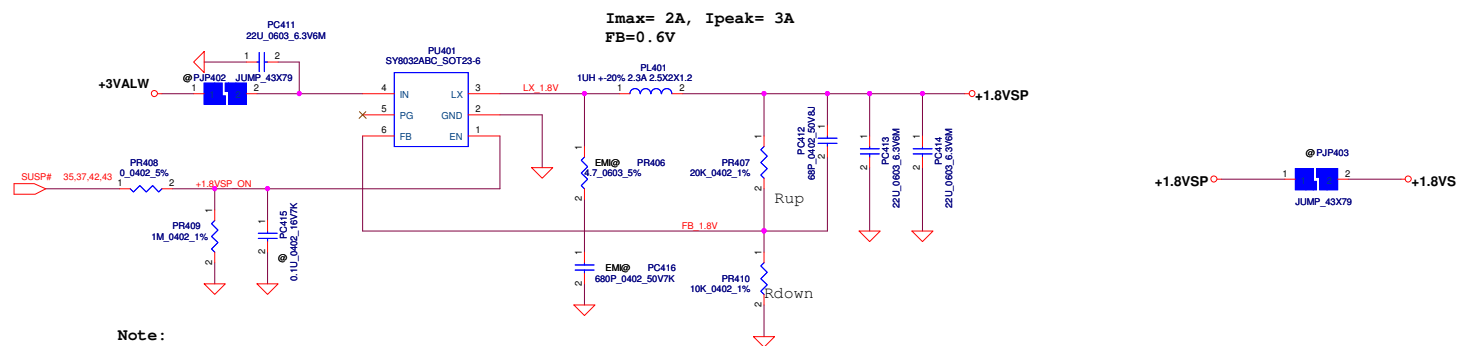 Imax= 2A, Ipeak= 3A
FB=0.6V
PC411
22U_0603_6.3V6M
1 2
+3VALW
@PJP402 JUMP_43X79
1 2
PU401
SY8032ABC_SOT23-6
4 IN LX 3
5 PG GND 2
6 FB EN 1
LX_1.8V
PL401
1UH +-20% 2.3A 2.5X2X1.2
1 2
+1.8VSP
SUSP# 35,37,42,43
PR408
0_0402_5%
1 2
+1.8VSP_ON
1
PR409
1M_0402_1%
2
1
PC415
0.1U_0402_16V7K
@
2
1
EMI@ PR406
4.7_0603_5%
2
1
EMI@ PC416
680P_0402_50V7K
2
1
PR407
20K_0402_1%
2
Rup
1
PC412
68P_0402_50V8J
2
1
PC413
22U_0603_6.3V6M
2
1
PC414
22U_0603_6.3V6M
2
FB_1.8V
1
PR410
10K_0402_1%
2
Rdown
@PJP403
+1.8VSP 1 2 +1.8VS
JUMP_43X79
Note: